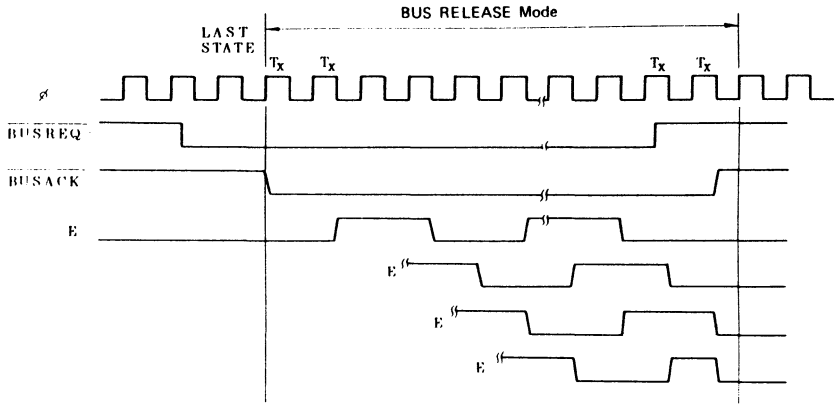 BUS RELEASE Mode
LAST
STATE
Tx Tx Tx Tx
ø
BUSREQ
BUSACK
E
E
E
E